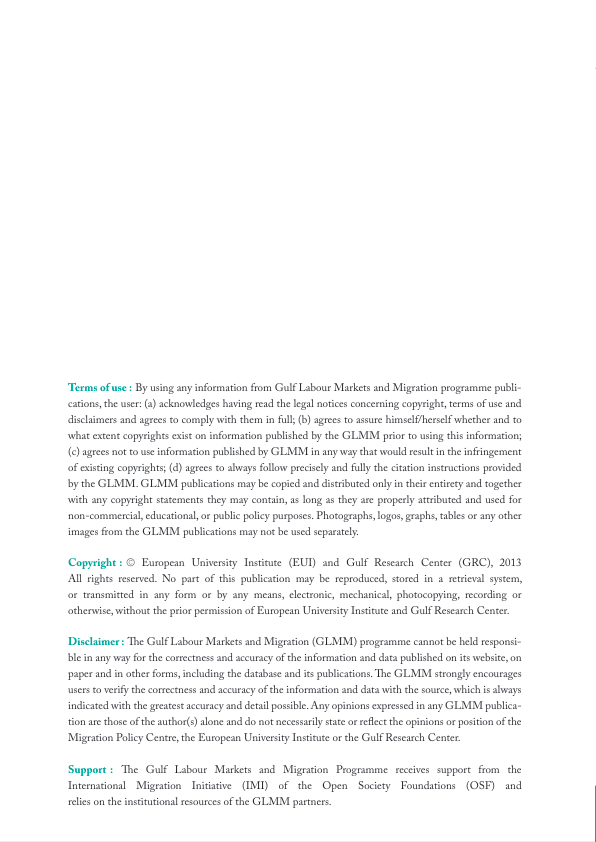 Terms of use : By using any information from Gulf Labour Markets and Migration programme publi-
cations, the user: (a) acknowledges having read the legal notices concerning copyright, terms of use and
disclaimers and agrees to comply with them in full; (b) agrees to assure himself/herself whether and to
what extent copyrights exist on information published by the GLMM prior to using this information;
(c) agrees not to use information published by GLMM in any way that would result in the infringement
of existing copyrights; (d) agrees to always follow precisely and fully the citation instructions provided
by the GLMM. GLMM publications may be copied and distributed only in their entirety and together
with any copyright statements they may contain, as long as they are properly attributed and used for
non-commercial, educational, or public policy purposes. Photographs, logos, graphs, tables or any other
images from the GLMM publications may not be used separately.
Copyright : © European University Institute (EUI) and Gulf Research Center (GRC), 2013
All rights reserved. No part of this publication may be reproduced, stored in a retrieval system,
or transmitted in any form or by any means, electronic, mechanical, photocopying, recording or
otherwise, without the prior permission of European University Institute and Gulf Research Center.
Disclaimer : The Gulf Labour Markets and Migration (GLMM) programme cannot be held responsi-
ble in any way for the correctness and accuracy of the information and data published on its website, on
paper and in other forms, including the database and its publications. The GLMM strongly encourages
users to verify the correctness and accuracy of the information and data with the source, which is always
indicated with the greatest accuracy and detail possible. Any opinions expressed in any GLMM publica-
tion are those of the author(s) alone and do not necessarily state or reflect the opinions or position of the
Migration Policy Centre, the European University Institute or the Gulf Research Center.
Support : The Gulf Labour Markets and Migration Programme receives support from the
International Migration Initiative (IMI) of the Open Society Foundations (OSF) and
relies on the institutional resources of the GLMM partners.